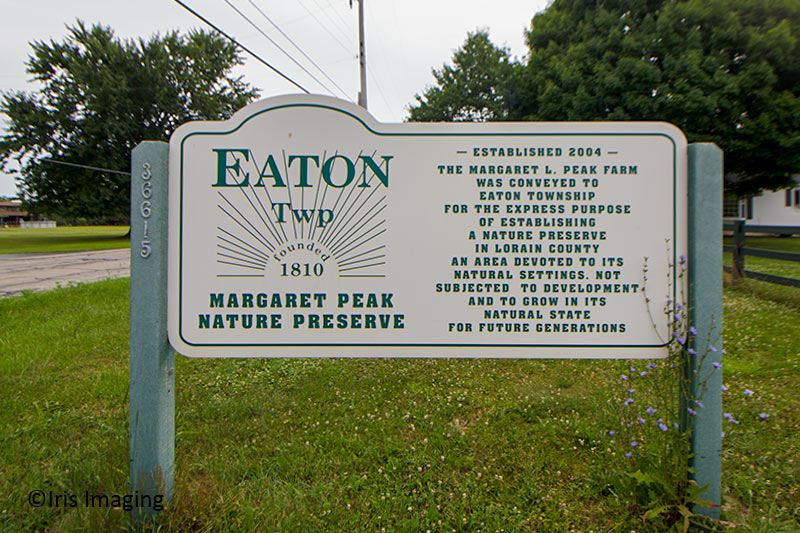 36615
EATON
Twp
founded
1810
MARGARET PEAK
NATURE PRESERVE
— ESTABLISHED 2004 —
THE MARGARET L. PEAK FARM
WAS CONVEYED TO
EATON TOWNSHIP
FOR THE EXPRESS PURPOSE
OF ESTABLISHING
A NATURE PRESERVE
IN LORAIN COUNTY
AN AREA DEVOTED TO ITS
NATURAL SETTINGS. NOT
SUBJECTED TO DEVELOPMENT
AND TO GROW IN ITS
NATURAL STATE
FOR FUTURE GENERATIONS
©Iris Imaging